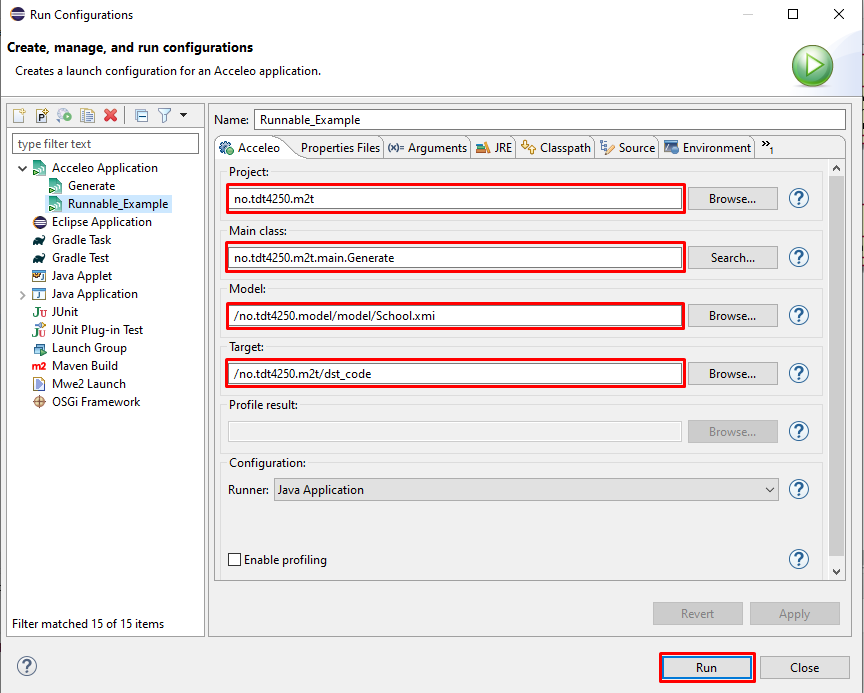 Run Configurations
Create, manage, and run configurations
Creates a launch configuration for an Acceleo application.
type filter text
Acceleo Application
Generate
Runnable_Example
Eclipse Application
Gradle Task
Gradle Test
Java Applet
Java Application
Ju JUnit
JUnit Plug-in Test
Launch Group
m2 Maven Build
Mwe2 Launch
OSGi Framework
Filter matched 15 of 15 items
Name: Runnable_Example
Acceleo Properties Files (x)= Arguments JRE Classpath Source Environment »1
Project:
no.tdt4250.m2t Browse... ?
Main class:
no.tdt4250.m2t.main.Generate Search... ?
Model:
/no.tdt4250.model/model/School.xmi Browse... ?
Target:
/no.tdt4250.m2t/dst_code Browse... ?
Profile result:
Browse... ?
Configuration:
Runner: Java Application ?
Enable profiling ?
Revert Apply
? Run Close